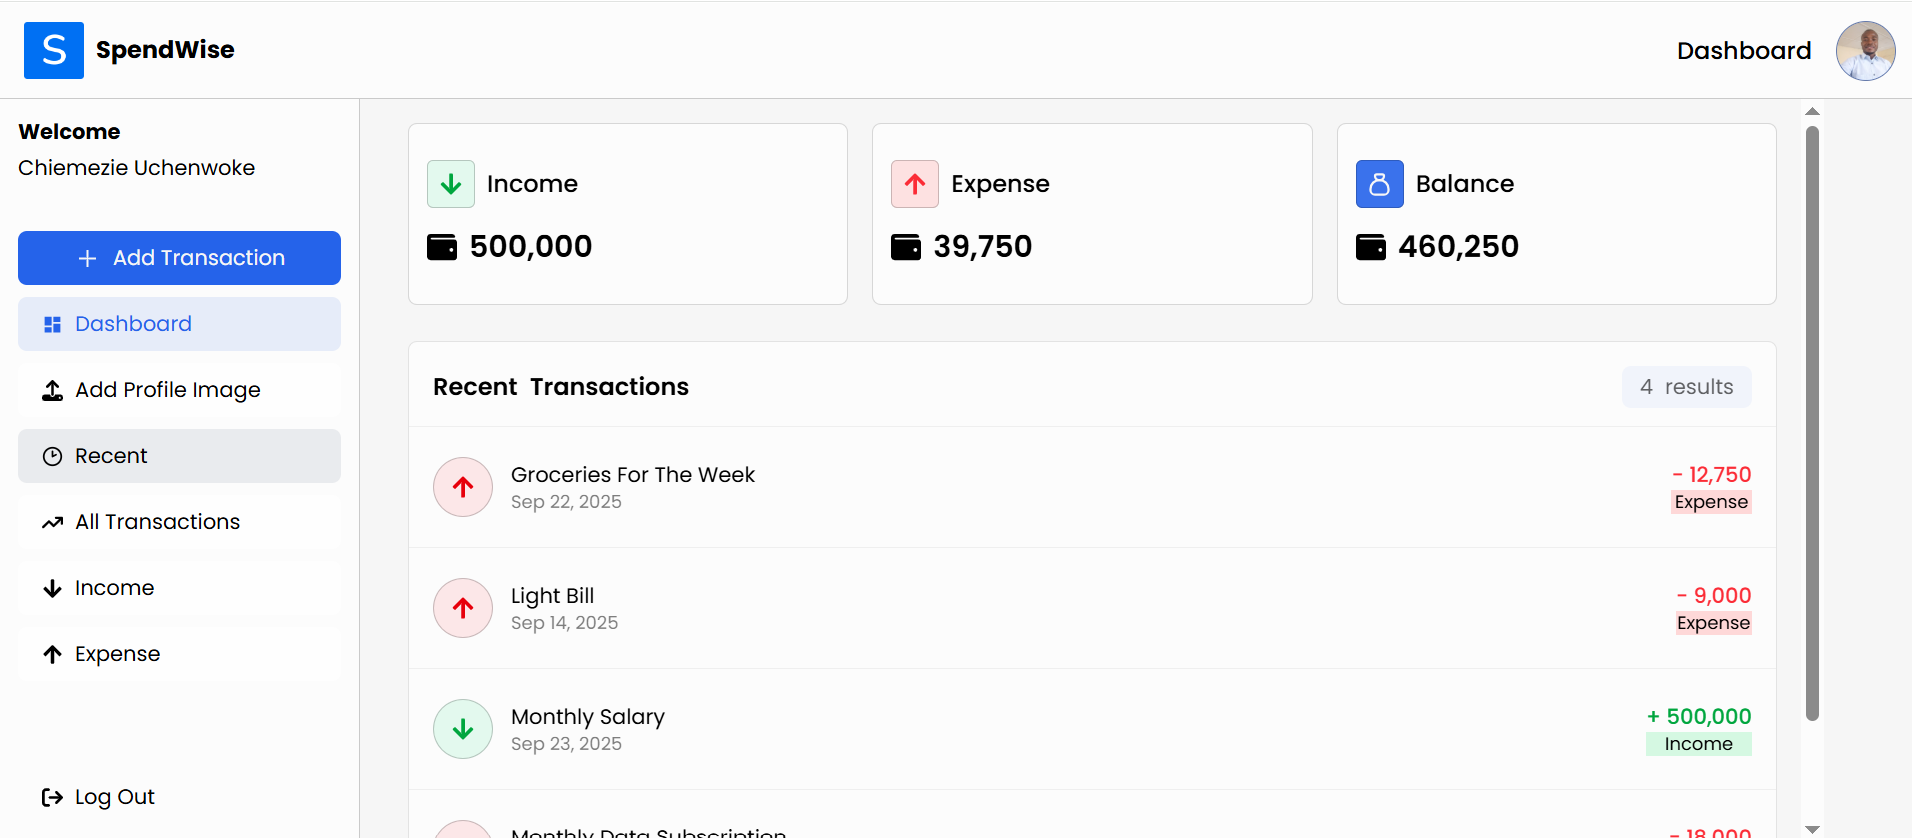 S SpendWise
Dashboard
Welcome
Chiemezie Uchenwoke
+ Add Transaction
Dashboard
Add Profile Image
Recent
All Transactions
Income
Expense
Log Out
Income
500,000
Expense
39,750
Balance
460,250
Recent Transactions
4 results
Groceries For The Week
Sep 22, 2025
- 12,750
Expense
Light Bill
Sep 14, 2025
- 9,000
Expense
Monthly Salary
Sep 23, 2025
+ 500,000
Income
Monthly Data Subscription
- 18,000